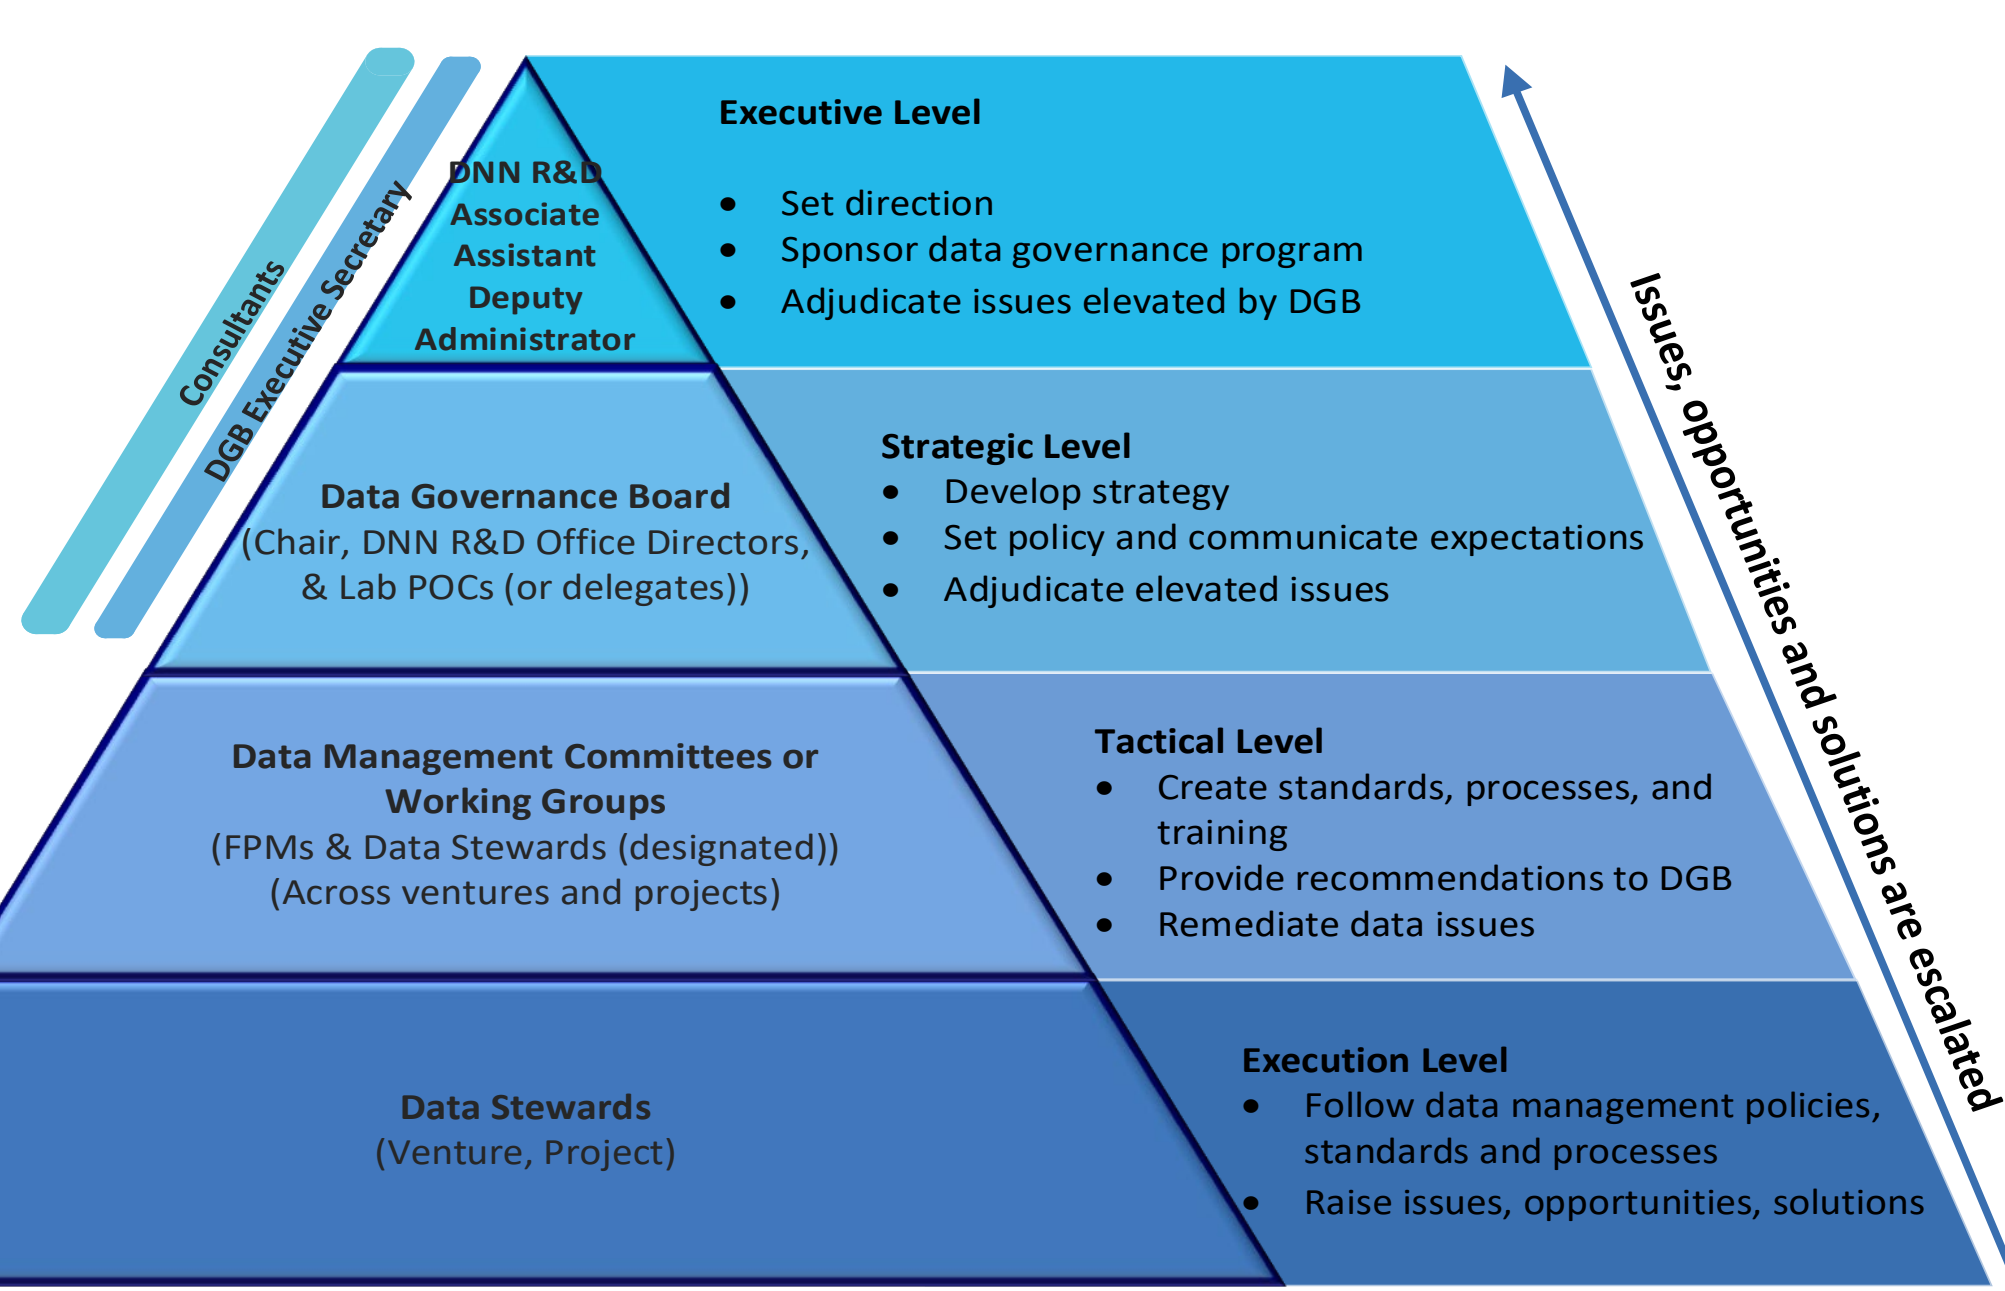 Consultants
DGB Executive Secretary
DNN R&D
Associate
Assistant
Deputy
Administrator
Executive Level
• Set direction
• Sponsor data governance program
• Adjudicate issues elevated by DGB
Data Governance Board
(Chair, DNN R&D Office Directors,
& Lab POCs (or delegates))
Strategic Level
• Develop strategy
• Set policy and communicate expectations
• Adjudicate elevated issues
Data Management Committees or
Working Groups
(FPMs & Data Stewards (designated))
(Across ventures and projects)
Tactical Level
• Create standards, processes, and
training
• Provide recommendations to DGB
• Remediate data issues
Data Stewards
(Venture, Project)
Execution Level
• Follow data management policies,
standards and processes
• Raise issues, opportunities, solutions
Issues, opportunities and solutions are escalated